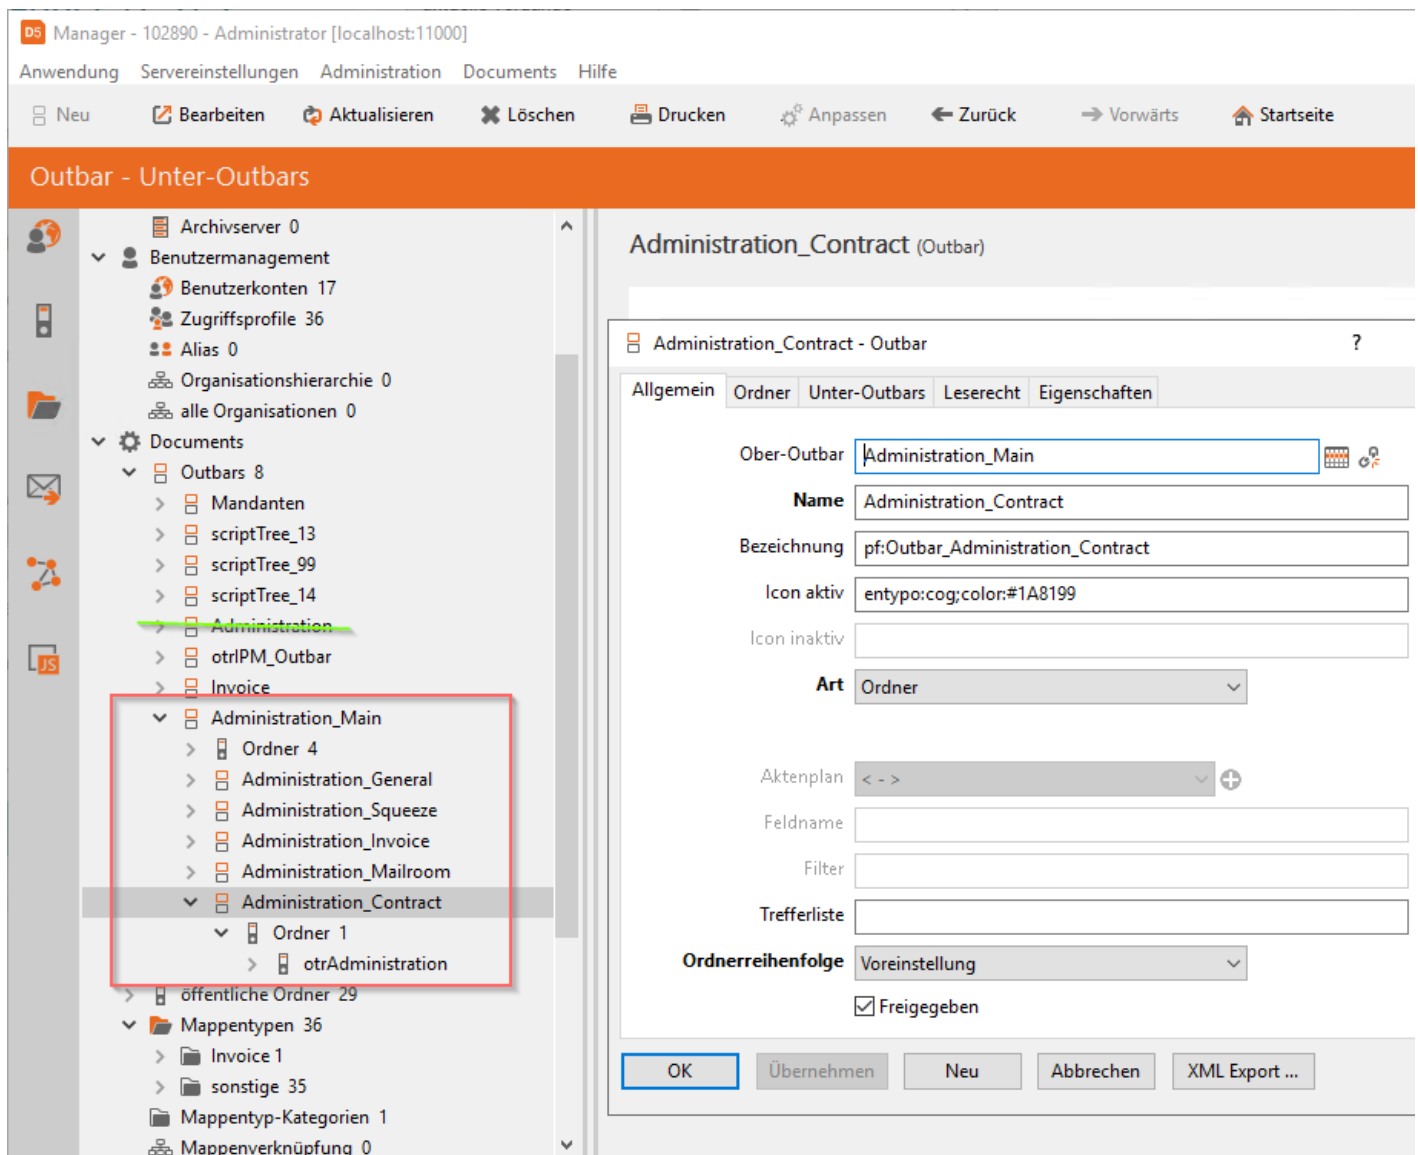 D5 Manager - 102890 - Administrator [localhost:11000]
Anwendung Servereinstellungen Administration Documents Hilfe
Neu Bearbeiten Aktualisieren Löschen Drucken Anpassen Zurück Vorwärts Startseite
Outbar - Unter-Outbars
Archivserver 0
Benutzermanagement
Benutzerkonten 17
Zugriffsprofile 36
Alias 0
Organisationshierarchie 0
alle Organisationen 0
Documents
Outbars 8
Mandanten
scriptTree_13
scriptTree_99
scriptTree_14
Administration
otrIPM_Outbar
Invoice
Administration_Main
Ordner 4
Administration_General
Administration_Squeeze
Administration_Invoice
Administration_Mailroom
Administration_Contract
Ordner 1
otrAdministration
öffentliche Ordner 29
Mappentypen 36
Invoice 1
sonstige 35
Mappentyp-Kategorien 1
Mappenverknüpfung 0
JS
Administration_Contract (Outbar)
Administration_Contract - Outbar ?
Allgemein Ordner Unter-Outbars Leserecht Eigenschaften
Ober-Outbar Administration_Main
Name Administration_Contract
Bezeichnung pf:Outbar_Administration_Contract
Icon aktiv entypo:cog;color:#1A8199
Icon inaktiv
Art Ordner
Aktenplan < - >
Feldname
Filter
Trefferliste
Ordnerreihenfolge Voreinstellung
Freigegeben
OK Übernehmen Neu Abbrechen XML Export ...